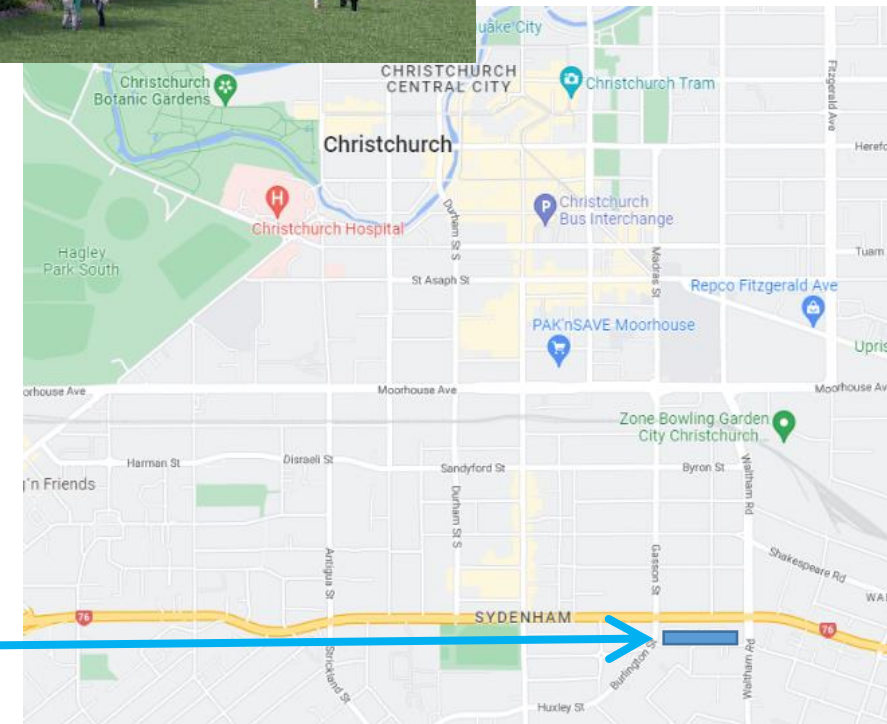 uake City
CHRISTCHURCH
CENTRAL CITY
Christchurch
Botanic Gardens
Christchurch Tram
Fitzgerald Ave
Christchurch
Herefo
H
Christchurch Hospital
Durham St S
P
Christchurch
Bus Interchange
Hagley
Park South
Madras St
Tuam
St Asaph St
Repco Fitzgerald Ave
PAK'nSAVE Moorhouse
Upris
orhouse Ave
Moorhouse Ave
Moorhouse Av
Zone Bowling Garden
City Christchurch...
Harman St
Disraeli St
Sandyford St
Byron St
Waltham Rd
'n Friends
Durham St S
Antigua St
Gasson St
Shakespeare Rd
WAL
76
SYDENHAM
76
Strickland St
Burlington St
Waltham Rd
Huxley St